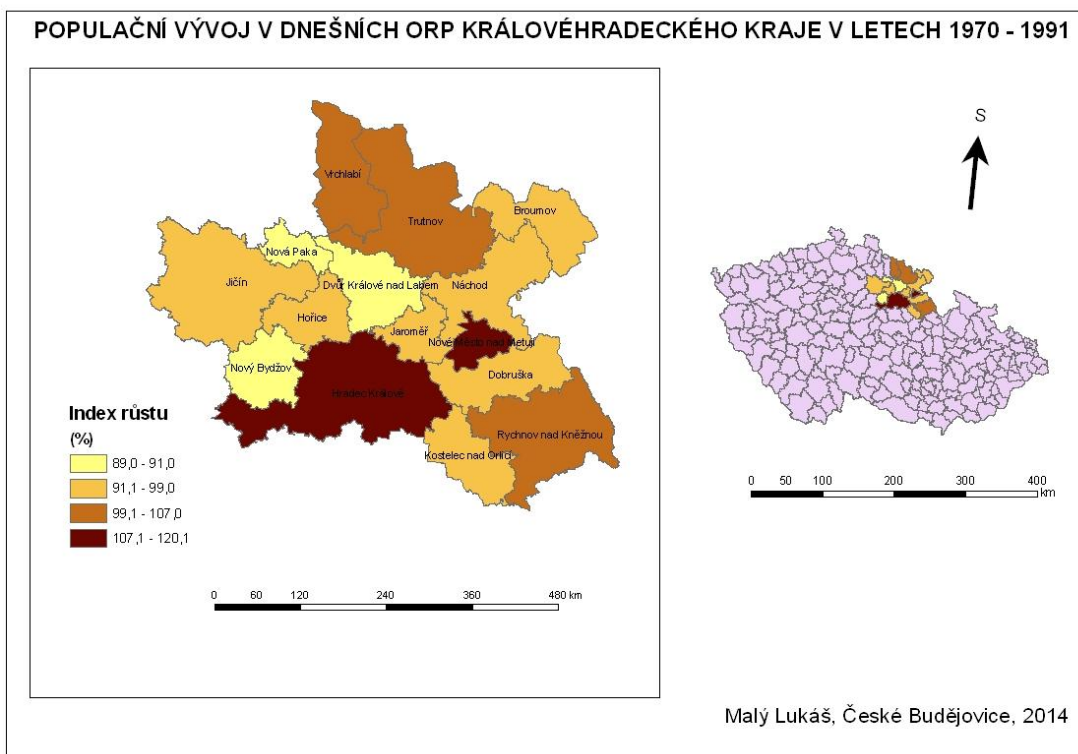 POPULAČNÍ VÝVOJ V DNEŠNÍCH ORP KRÁLOVÉHRADECKÉHO KRAJE V LETECH 1970 - 1991
S
Vrchlabí
Trutnov
Broumov
Nová Paka
Jičín
Dvůr Králové nad Labem
Náchod
Hořice
Jaroměř
Nové Město nad Metují
Nový Bydžov
Dobruška
Hradec Králové
Rychnov nad Kněžnou
Kostelec nad Orlicí
Index růstu
(%)
89,0 - 91,0
91,1 - 99,0
99,1 - 107,0
107,1 - 120,1
0 60 120 240 360 480 km
0 50 100 200 300 400
km
Malý Lukáš, České Budějovice, 2014